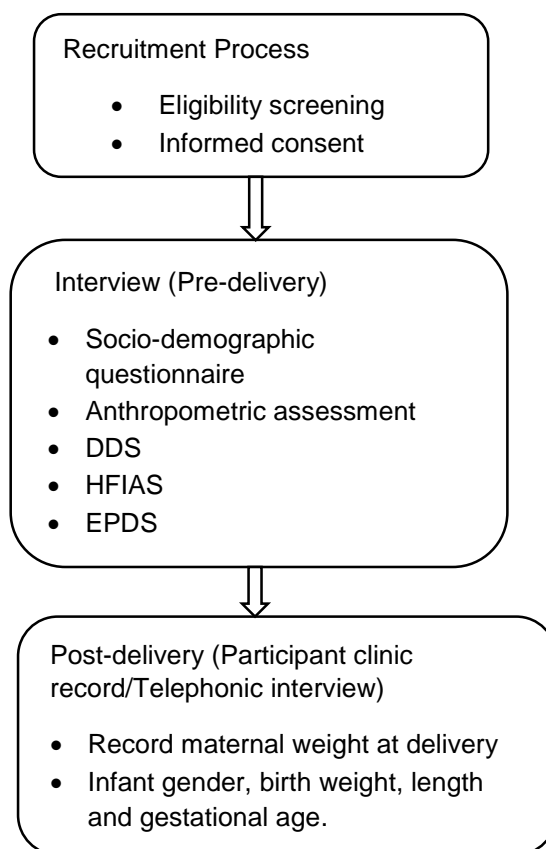 Recruitment Process
• Eligibility screening
• Informed consent
Interview (Pre-delivery)
• Socio-demographic
questionnaire
• Anthropometric assessment
• DDS
• HFIAS
• EPDS
Post-delivery (Participant clinic
record/Telephonic interview)
• Record maternal weight at delivery
• Infant gender, birth weight, length
and gestational age.